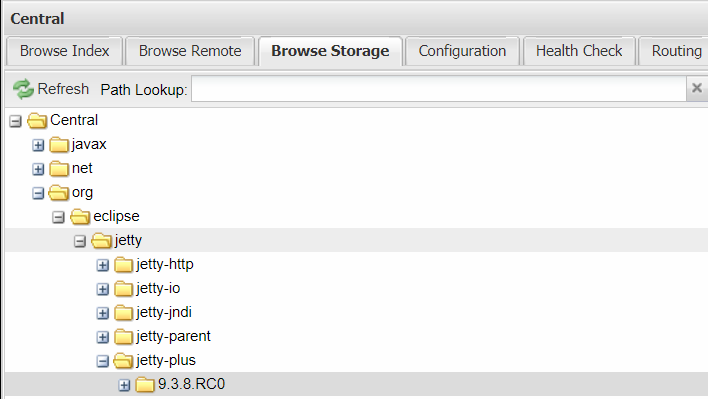 Central
Browse Index Browse Remote Browse Storage Configuration Health Check Routing
Refresh Path Lookup:
Central
javax
net
org
eclipse
jetty
jetty-http
jetty-io
jetty-jndi
jetty-parent
jetty-plus
9.3.8.RC0